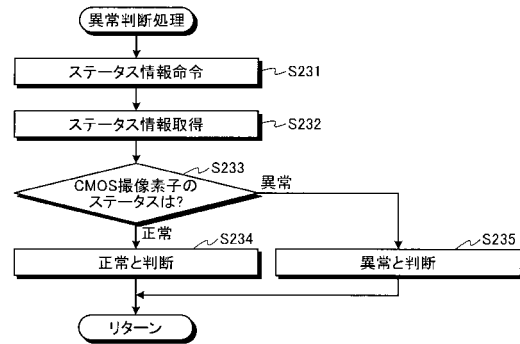 異常判断処理
ステータス情報命令
S231
ステータス情報取得
S232
S233
CMOS撮像素子の
ステータスは?
異常
正常
S234
正常と判断
S235
異常と判断
リターン